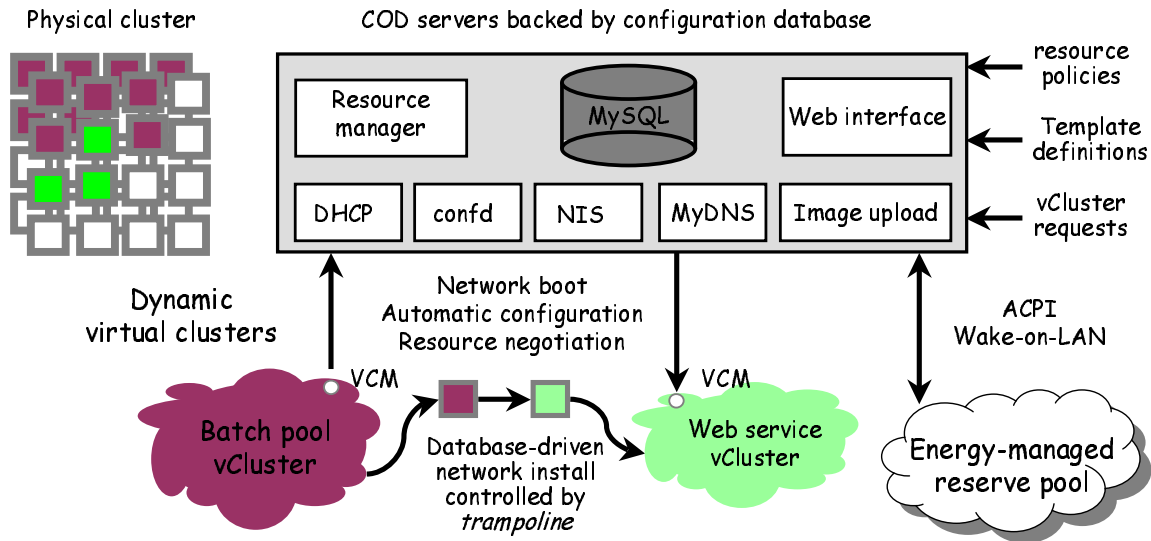 Physical cluster
COD servers backed by configuration database
resource
policies
Template
definitions
vCluster
requests
Resource
manager
MySQL
Web interface
DHCP
confd
NIS
MyDNS
Image upload
Dynamic
virtual clusters
Network boot
Automatic configuration
Resource negotiation
ACPI
Wake-on-LAN
VCM
VCM
Batch pool
vCluster
Database-driven
network install
controlled by
trampoline
Web service
vCluster
Energy-managed
reserve pool